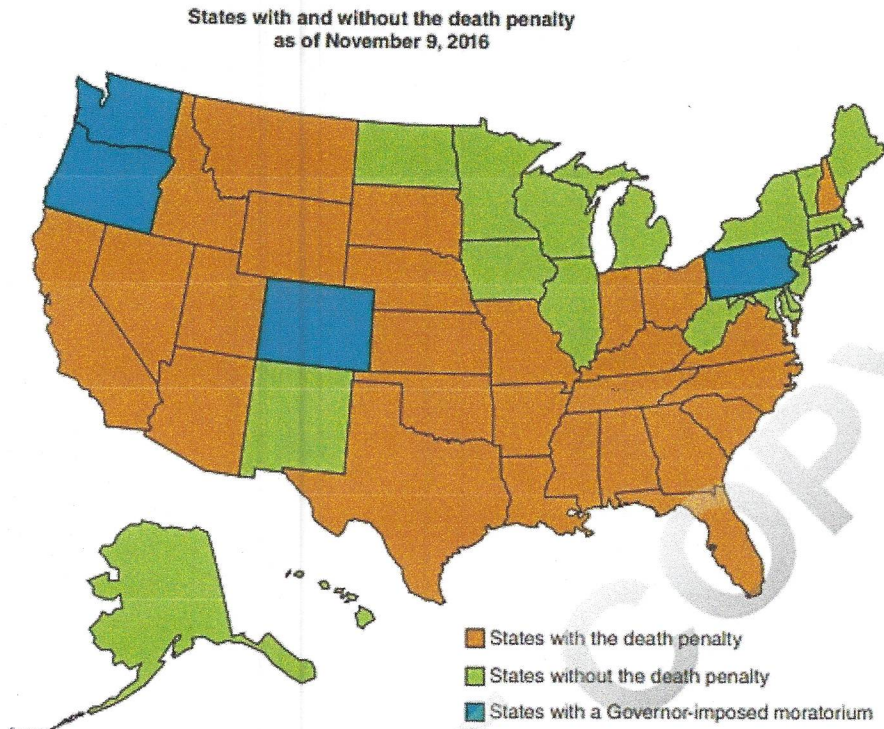 States with and without the death penalty
as of November 9, 2016
States with the death penalty
States without the death penalty
States with a Governor-imposed moratorium
COPY